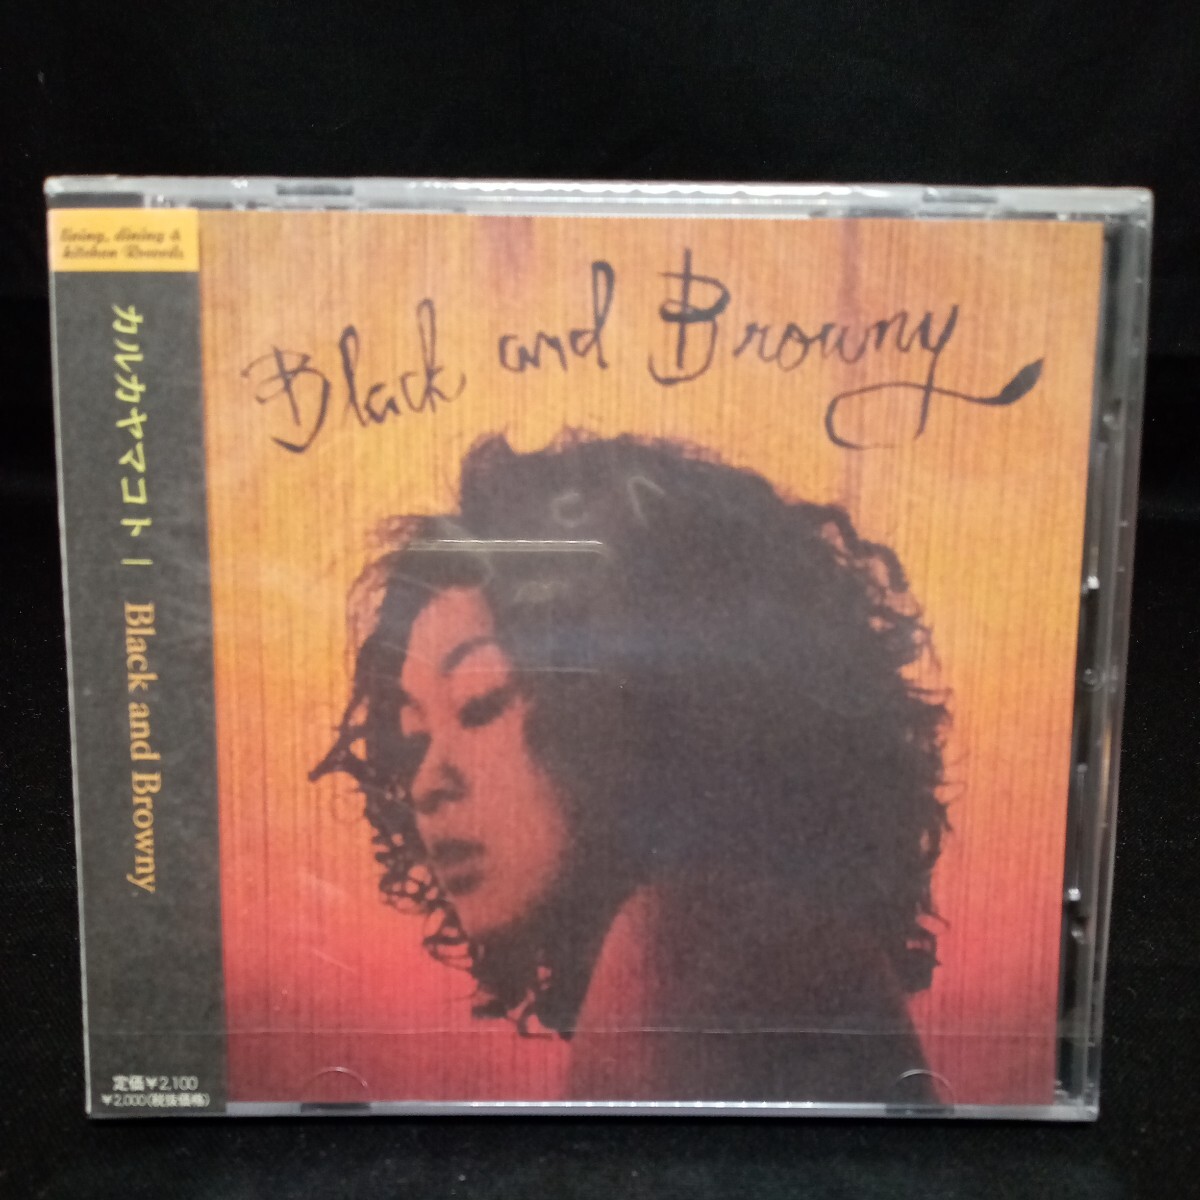 living, dining &
kitchen Records
カルカヤマコト | Black and Browny
定価¥2,100
¥2,000(税抜価格)
Black and Browny